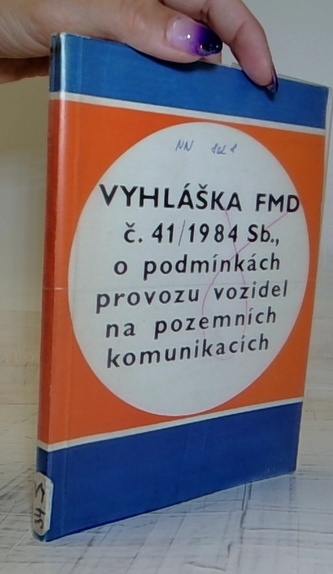 VYHLÁŠKA FMD
č. 41/1984 Sb.,
o podmínkách
provozu vozidel
na pozemních
komunikacích